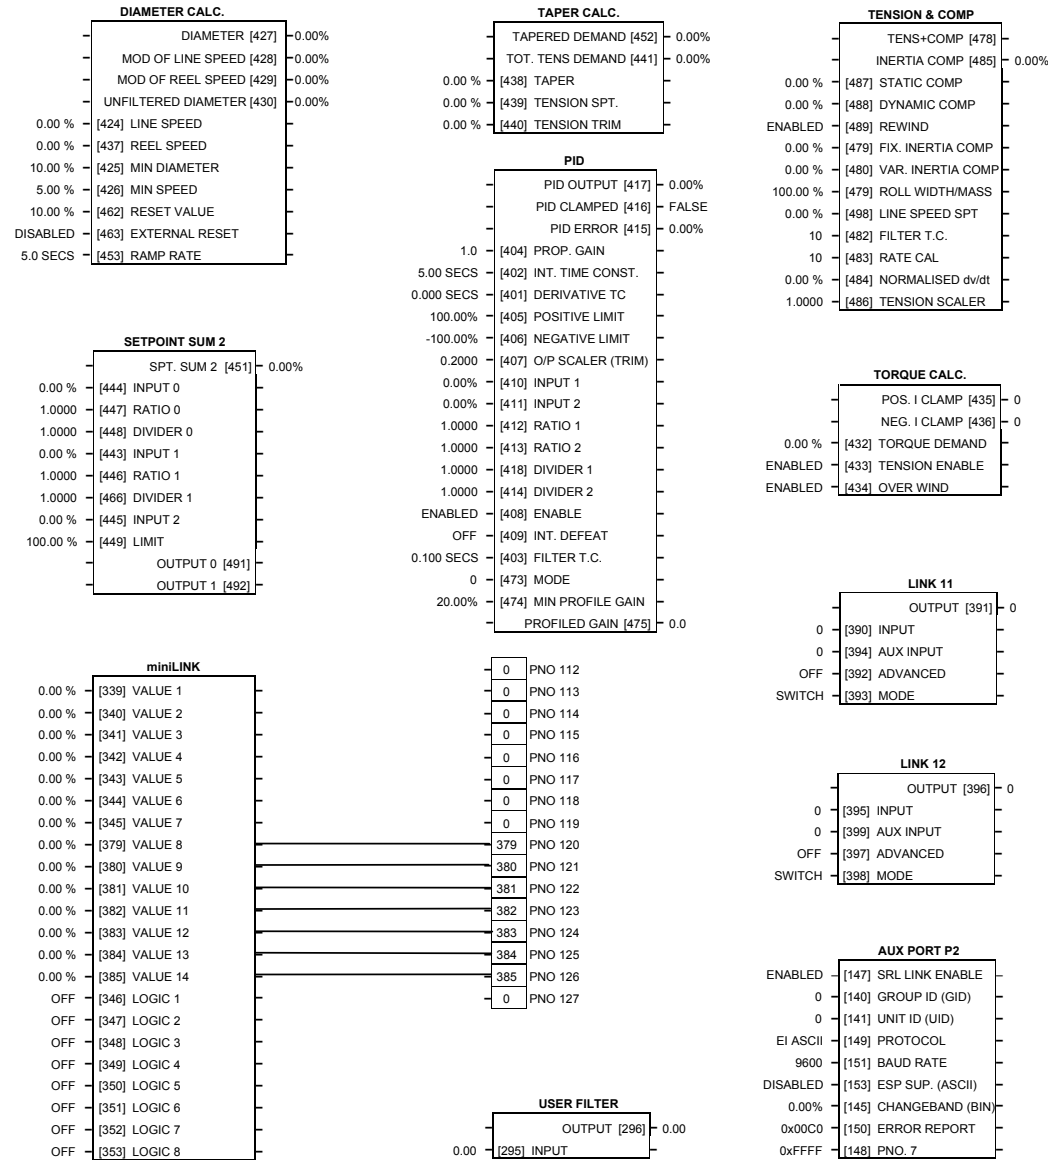 DIAMETER CALC.
DIAMETER [427] 0.00%
MOD OF LINE SPEED [428] 0.00%
MOD OF REEL SPEED [429] 0.00%
UNFILTERED DIAMETER [430] 0.00%
0.00 % [424] LINE SPEED
0.00 % [437] REEL SPEED
10.00 % [425] MIN DIAMETER
5.00 % [426] MIN SPEED
10.00 % [462] RESET VALUE
DISABLED [463] EXTERNAL RESET
5.0 SECS [453] RAMP RATE
SETPOINT SUM 2
SPT. SUM 2 [451] 0.00%
0.00 % [444] INPUT 0
1.0000 [447] RATIO 0
1.0000 [448] DIVIDER 0
0.00 % [443] INPUT 1
1.0000 [446] RATIO 1
1.0000 [466] DIVIDER 1
0.00 % [445] INPUT 2
100.00 % [449] LIMIT
OUTPUT 0 [491]
OUTPUT 1 [492]
miniLINK
0.00 % [339] VALUE 1
0.00 % [340] VALUE 2
0.00 % [341] VALUE 3
0.00 % [342] VALUE 4
0.00 % [343] VALUE 5
0.00 % [344] VALUE 6
0.00 % [345] VALUE 7
0.00 % [379] VALUE 8
0.00 % [380] VALUE 9
0.00 % [381] VALUE 10
0.00 % [382] VALUE 11
0.00 % [383] VALUE 12
0.00 % [384] VALUE 13
0.00 % [385] VALUE 14
OFF [346] LOGIC 1
OFF [347] LOGIC 2
OFF [348] LOGIC 3
OFF [349] LOGIC 4
OFF [350] LOGIC 5
OFF [351] LOGIC 6
OFF [352] LOGIC 7
OFF [353] LOGIC 8
TAPER CALC.
TAPERED DEMAND [452] 0.00%
TOT. TENS DEMAND [441] 0.00%
0.00 % [438] TAPER
0.00 % [439] TENSION SPT.
0.00 % [440] TENSION TRIM
PID
PID OUTPUT [417] 0.00%
PID CLAMPED [416] FALSE
PID ERROR [415] 0.00%
1.0 [404] PROP. GAIN
5.00 SECS [402] INT. TIME CONST.
0.000 SECS [401] DERIVATIVE TC
100.00% [405] POSITIVE LIMIT
-100.00% [406] NEGATIVE LIMIT
0.2000 [407] O/P SCALER (TRIM)
0.00% [410] INPUT 1
0.00% [411] INPUT 2
1.0000 [412] RATIO 1
1.0000 [413] RATIO 2
1.0000 [418] DIVIDER 1
1.0000 [414] DIVIDER 2
ENABLED [408] ENABLE
OFF [409] INT. DEFEAT
0.100 SECS [403] FILTER T.C.
0 [473] MODE
20.00% [474] MIN PROFILE GAIN
PROFILED GAIN [475] 0.0
0 PNO 112
0 PNO 113
0 PNO 114
0 PNO 115
0 PNO 116
0 PNO 117
0 PNO 118
0 PNO 119
379 PNO 120
380 PNO 121
381 PNO 122
382 PNO 123
383 PNO 124
384 PNO 125
385 PNO 126
0 PNO 127
USER FILTER
OUTPUT [296] 0.00
0.00 [295] INPUT
TENSION & COMP
TENS+COMP [478]
INERTIA COMP [485] 0.00%
0.00 % [487] STATIC COMP
0.00 % [488] DYNAMIC COMP
ENABLED [489] REWIND
0.00 % [479] FIX. INERTIA COMP
0.00 % [480] VAR. INERTIA COMP
100.00 % [479] ROLL WIDTH/MASS
0.00 % [498] LINE SPEED SPT
10 [482] FILTER T.C.
10 [483] RATE CAL
0.00 % [484] NORMALISED dv/dt
1.0000 [486] TENSION SCALER
TORQUE CALC.
POS. I CLAMP [435] 0
NEG. I CLAMP [436] 0
0.00 % [432] TORQUE DEMAND
ENABLED [433] TENSION ENABLE
ENABLED [434] OVER WIND
LINK 11
OUTPUT [391] 0
0 [390] INPUT
0 [394] AUX INPUT
OFF [392] ADVANCED
SWITCH [393] MODE
LINK 12
OUTPUT [396] 0
0 [395] INPUT
0 [399] AUX INPUT
OFF [397] ADVANCED
SWITCH [398] MODE
AUX PORT P2
ENABLED [147] SRL LINK ENABLE
0 [140] GROUP ID (GID)
0 [141] UNIT ID (UID)
EI ASCII [149] PROTOCOL
9600 [151] BAUD RATE
DISABLED [153] ESP SUP. (ASCII)
0.00% [145] CHANGEBAND (BIN)
0x00C0 [150] ERROR REPORT
0xFFFF [148] PNO. 7